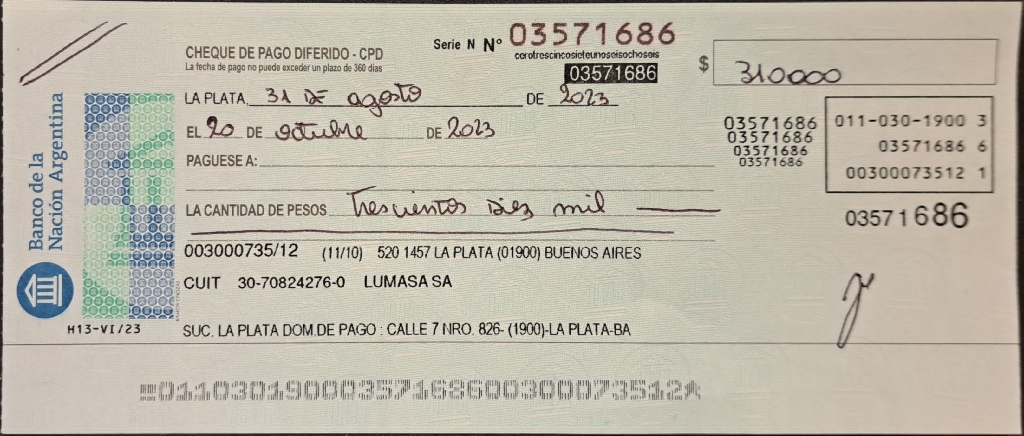 Serie N Nº 03571686
cerotrescincosieteunoseisochoseis
03571686
CHEQUE DE PAGO DIFERIDO - CPD
La fecha de pago no puede exceder un plazo de 360 días
$ 310000
LA PLATA, 31 DE agosto DE 2023
EL 20 DE octubre DE 2023
PAGUESE A:
LA CANTIDAD DE PESOS Trescientos Diez mil
03571686
03571686
03571686
03571686
011-030-1900 3
03571686 6
00300073512 1
03571686
003000735/12 (11/10) 520 1457 LA PLATA (01900) BUENOS AIRES
CUIT 30-70824276-0 LUMASA SA
SUC. LA PLATA DOM.DE PAGO : CALLE 7 NRO. 826- (1900)-LA PLATA-BA
Banco de la
Nación Argentina
H13-VI/23
01103019000357168600300073512